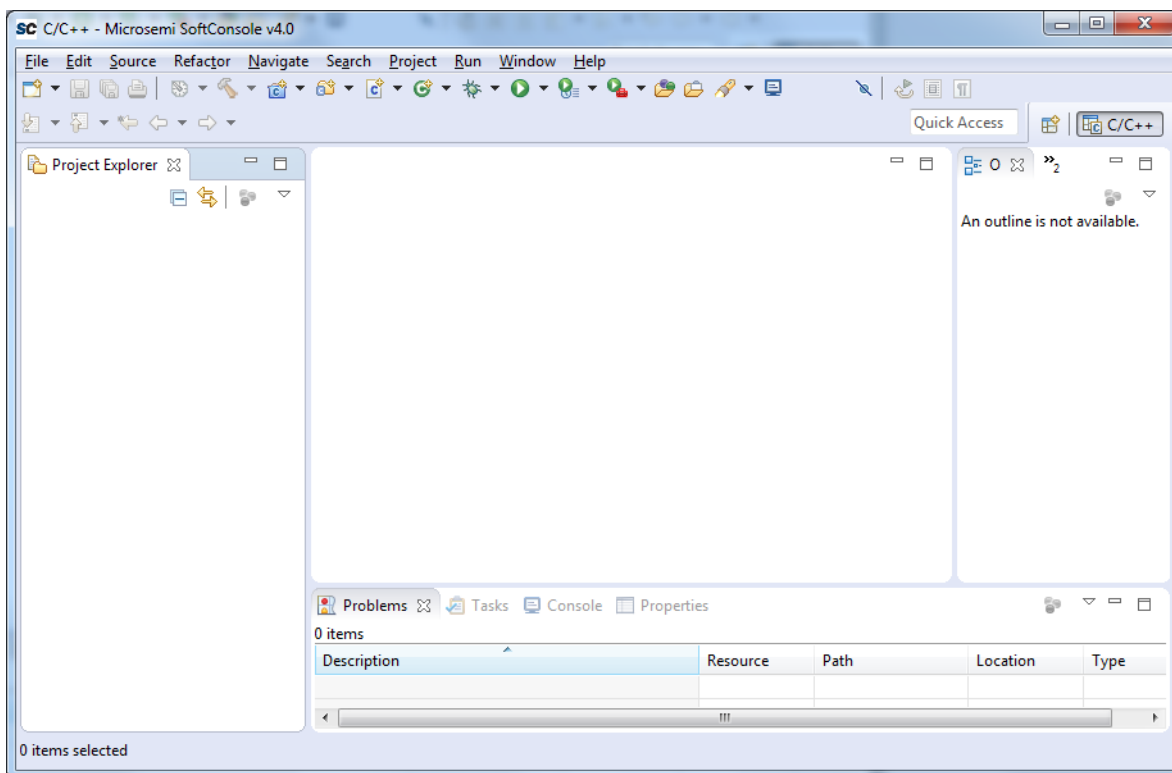 SC C/C++ - Microsemi SoftConsole v4.0
File Edit Source Refactor Navigate Search Project Run Window Help
Quick Access C/C++
Project Explorer
O »2
An outline is not available.
Problems Tasks Console Properties
0 items
Description Resource Path Location Type
0 items selected